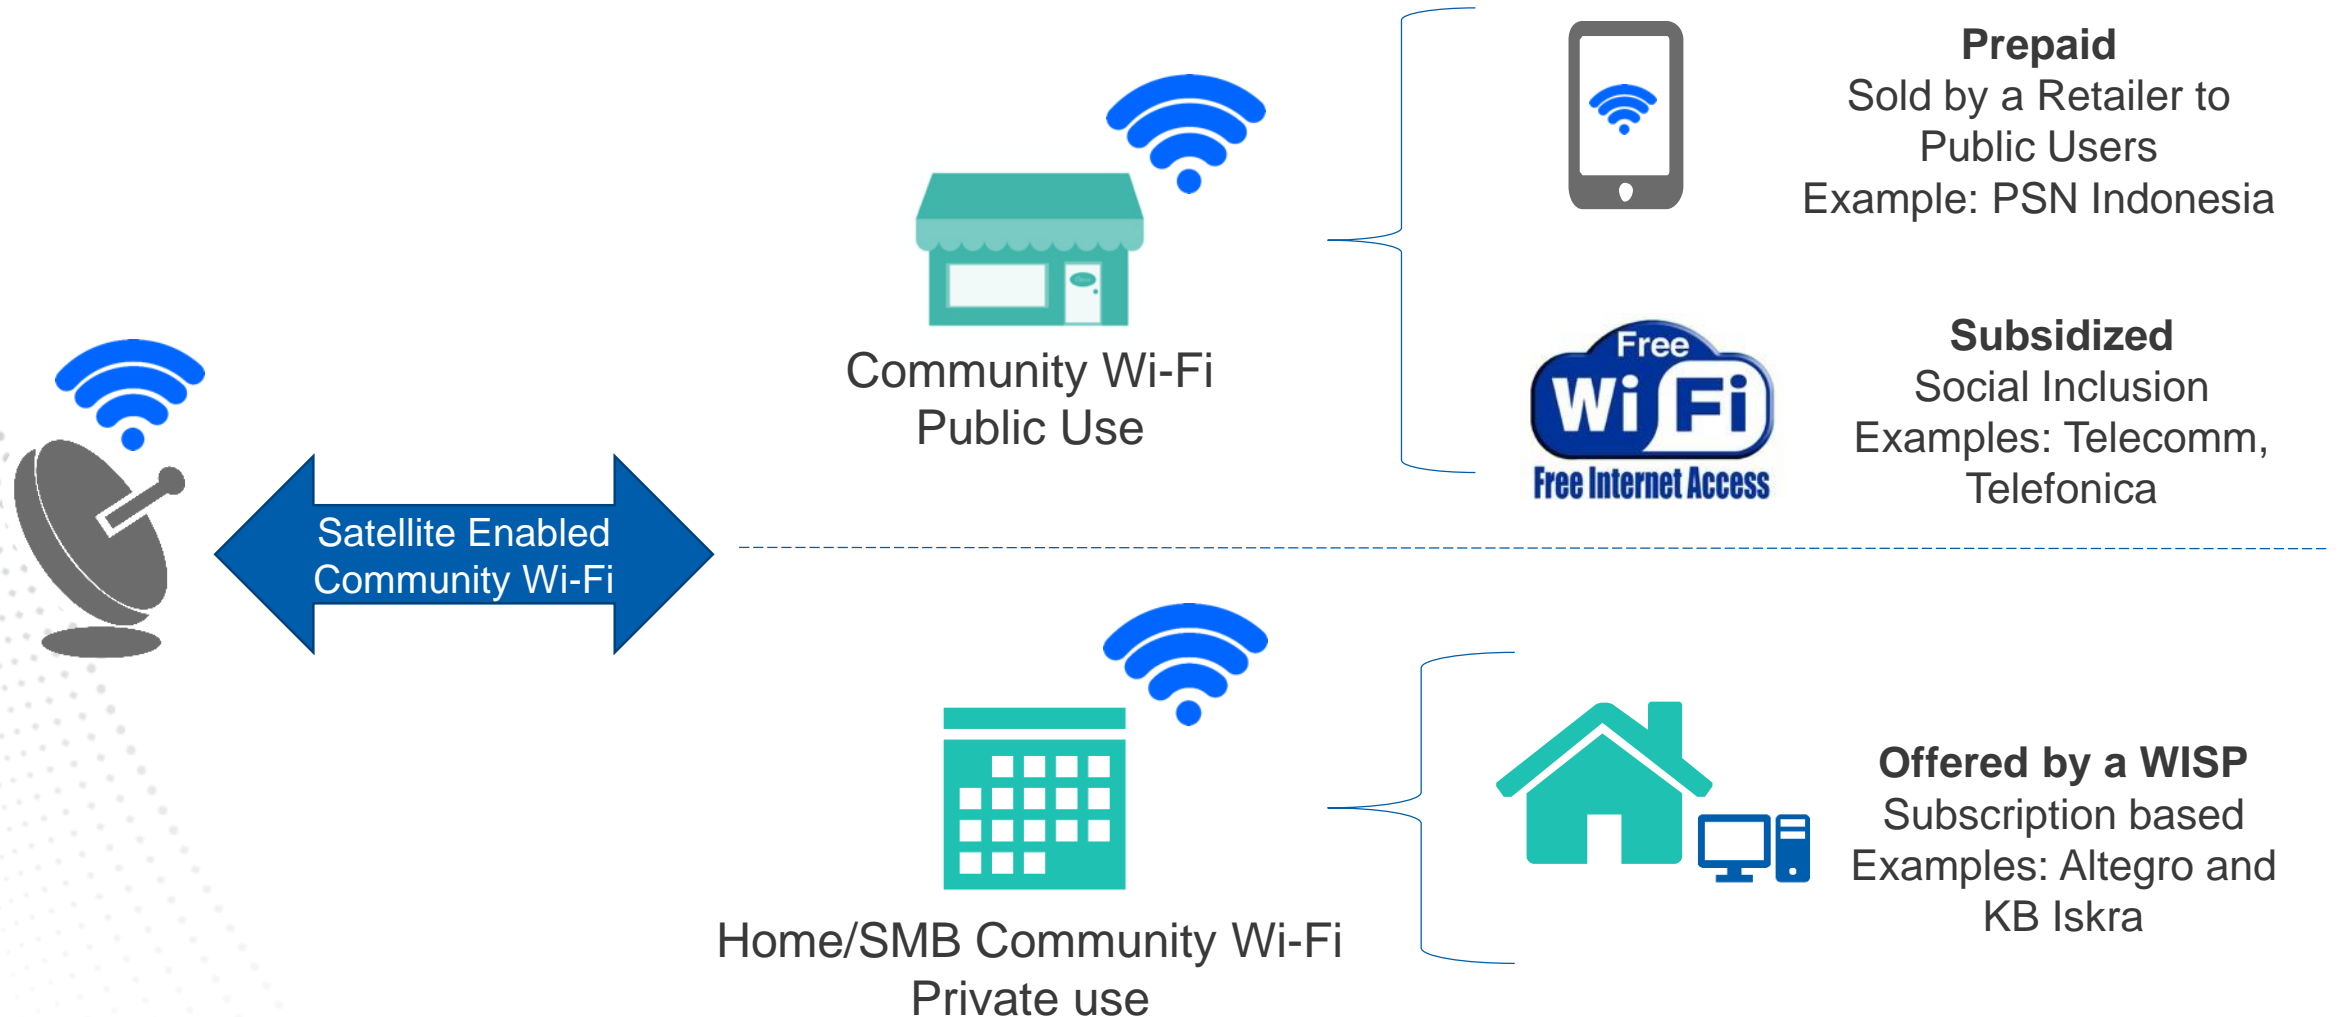 Satellite Enabled
Community Wi-Fi
Community Wi-Fi
Public Use
Prepaid
Sold by a Retailer to
Public Users
Example: PSN Indonesia
Free
Wi Fi
Free Internet Access
Subsidized
Social Inclusion
Examples: Telecomm,
Telefonica
Home/SMB Community Wi-Fi
Private use
Offered by a WISP
Subscription based
Examples: Altegro and
KB Iskra